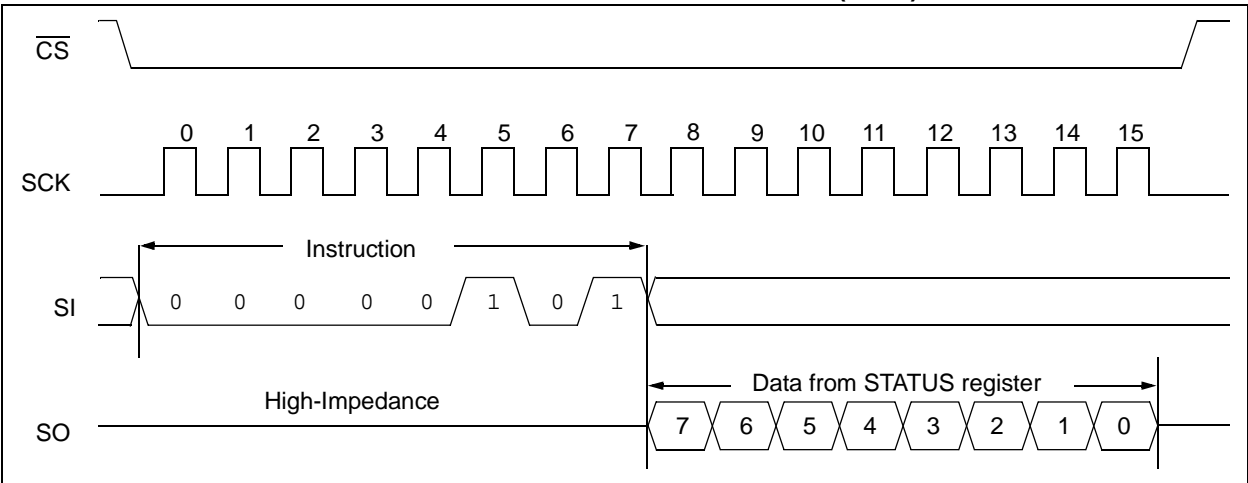 CS
0 1 2 3 4 5 6 7 8 9 10 11 12 13 14 15
SCK
Instruction
SI 0 0 0 0 0 1 0 1
Data from STATUS register
High-Impedance
SO 7 6 5 4 3 2 1 0